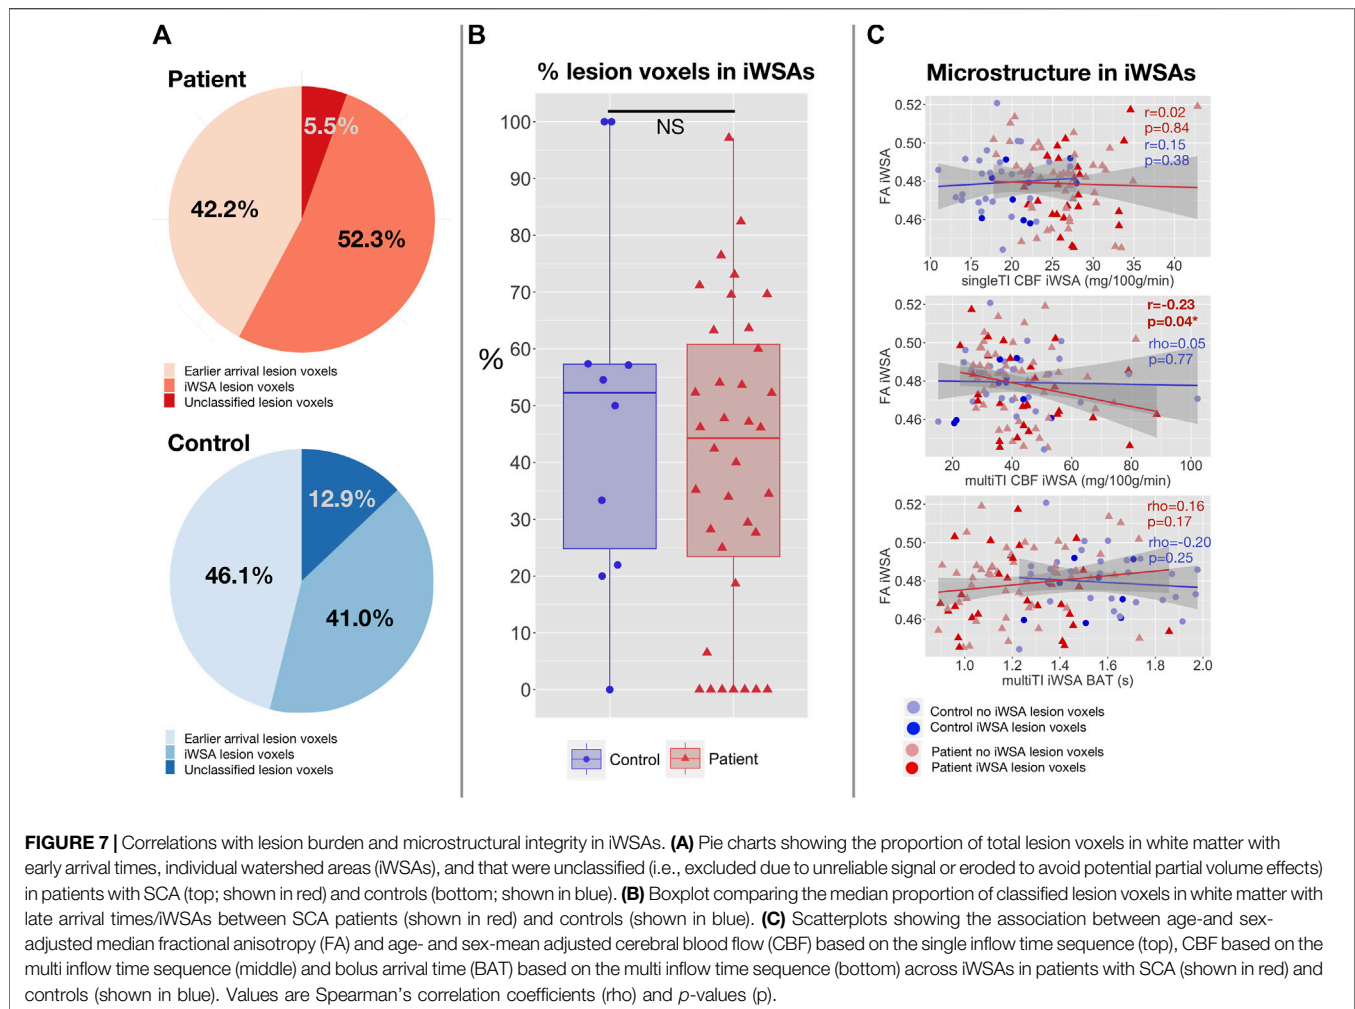 A
Patient
5.5%
42.2%
52.3%
Earlier arrival lesion voxels
iWSA lesion voxels
Unclassified lesion voxels
Control
12.9%
46.1%
41.0%
Earlier arrival lesion voxels
iWSA lesion voxels
Unclassified lesion voxels
B
% lesion voxels in iWSAs
NS
100
90
80
70
60
50
40
30
20
10
0
%
Control
Patient
C
Microstructure in iWSAs
0.52
0.50
0.48
0.46
FA iWSA
r=0.02
p=0.84
r=0.15
p=0.38
10 15 20 25 30 35 40
singleTI CBF iWSA (mg/100g/min)
0.52
0.50
0.48
0.46
FA iWSA
r=-0.23
p=0.04*
rho=0.05
p=0.77
20 40 60 80 100
multiTI CBF iWSA (mg/100g/min)
0.52
0.50
0.48
0.46
FA iWSA
rho=0.16
p=0.17
rho=-0.20
p=0.25
1.0 1.2 1.4 1.6 1.8 2.0
multiTI iWSA BAT (s)
Control no iWSA lesion voxels
Control iWSA lesion voxels
Patient no iWSA lesion voxels
Patient iWSA lesion voxels
FIGURE 7 | Correlations with lesion burden and microstructural integrity in iWSAs. (A) Pie charts showing the proportion of total lesion voxels in white matter with
early arrival times, individual watershed areas (iWSAs), and that were unclassified (i.e., excluded due to unreliable signal or eroded to avoid potential partial volume effects)
in patients with SCA (top; shown in red) and controls (bottom; shown in blue). (B) Boxplot comparing the median proportion of classified lesion voxels in white matter with
late arrival times/iWSAs between SCA patients (shown in red) and controls (shown in blue). (C) Scatterplots showing the association between age-and sex-
adjusted median fractional anisotropy (FA) and age- and sex-mean adjusted cerebral blood flow (CBF) based on the single inflow time sequence (top), CBF based on the
multi inflow time sequence (middle) and bolus arrival time (BAT) based on the multi inflow time sequence (bottom) across iWSAs in patients with SCA (shown in red) and
controls (shown in blue). Values are Spearman's correlation coefficients (rho) and p-values (p).